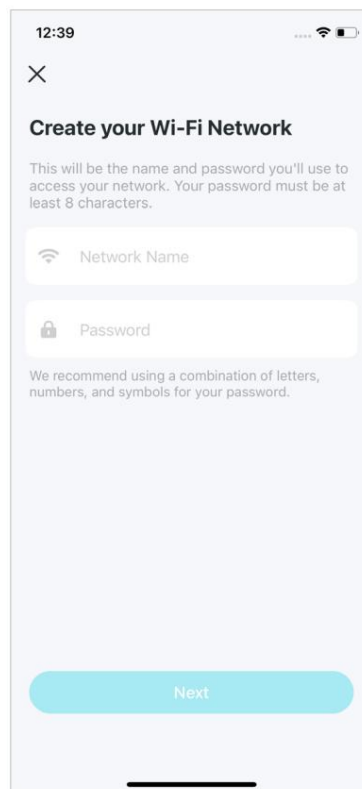 12:39
Create your Wi-Fi Network
This will be the name and password you'll use to
access your network. Your password must be at
least 8 characters.
Network Name
Password
We recommend using a combination of letters,
numbers, and symbols for your password.
Next